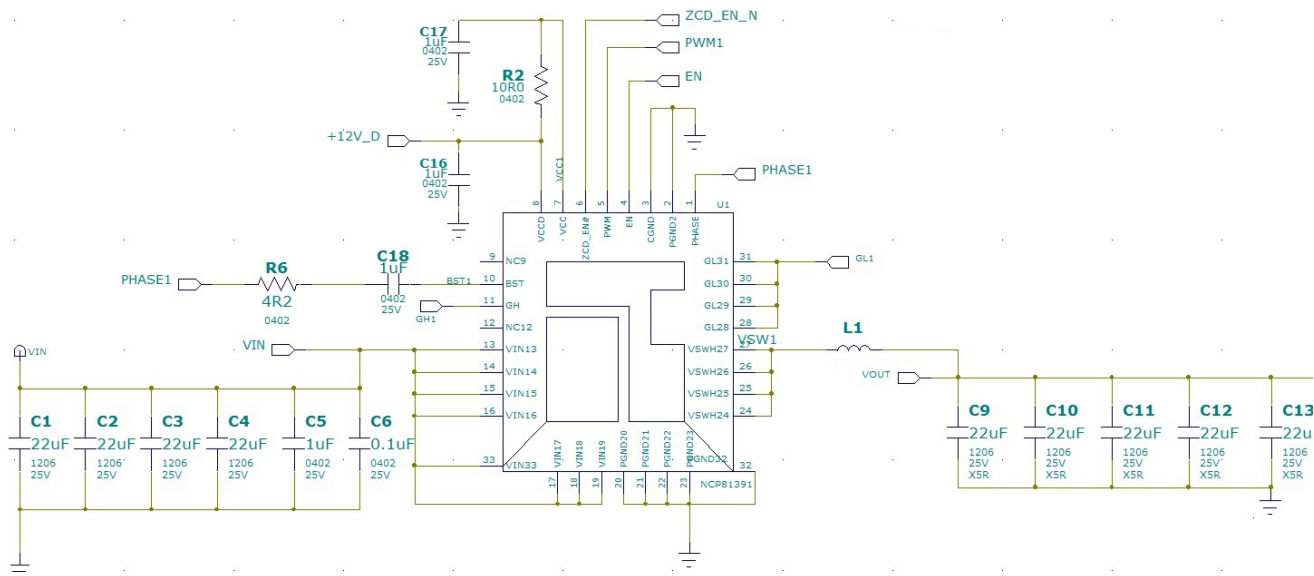 ZCD_EN_N
C17
1uF
0402
25V
PWM1
R2
10R0
0402
EN
+12V_D
C16
1uF
0402
25V
VCC1
PHASE1
U1
8
7
6
5
4
3
2
1
VCCD
VCC
ZCD_EN#
PWM
EN
CGND
PGND2
PHASE
PHASE1
R6
4R2
0402
C18
1uF
0402
25V
BST1
GH1
9
NC9
10
BST
11
GH
12
NC12
13
VIN13
14
VIN14
15
VIN15
16
VIN16
33
VIN33
GL31
31
GL30
30
GL29
29
GL28
28
VSWH27
27
VSWH26
26
VSWH25
25
VSWH24
24
PGND32
32
GL1
VSW1
L1
VOUT
VIN
VIN
C1
22uF
1206
25V
C2
22uF
1206
25V
C3
22uF
1206
25V
C4
22uF
1206
25V
C5
1uF
0402
25V
C6
0.1uF
0402
25V
VIN17
VIN18
VIN19
PGND20
PGND21
PGND22
PGND23
17
18
19
20
21
22
23
NCP81391
C9
22uF
1206
25V
X5R
C10
22uF
1206
25V
X5R
C11
22uF
1206
25V
X5R
C12
22uF
1206
25V
X5R
C13
22u
1206
25V
X5R